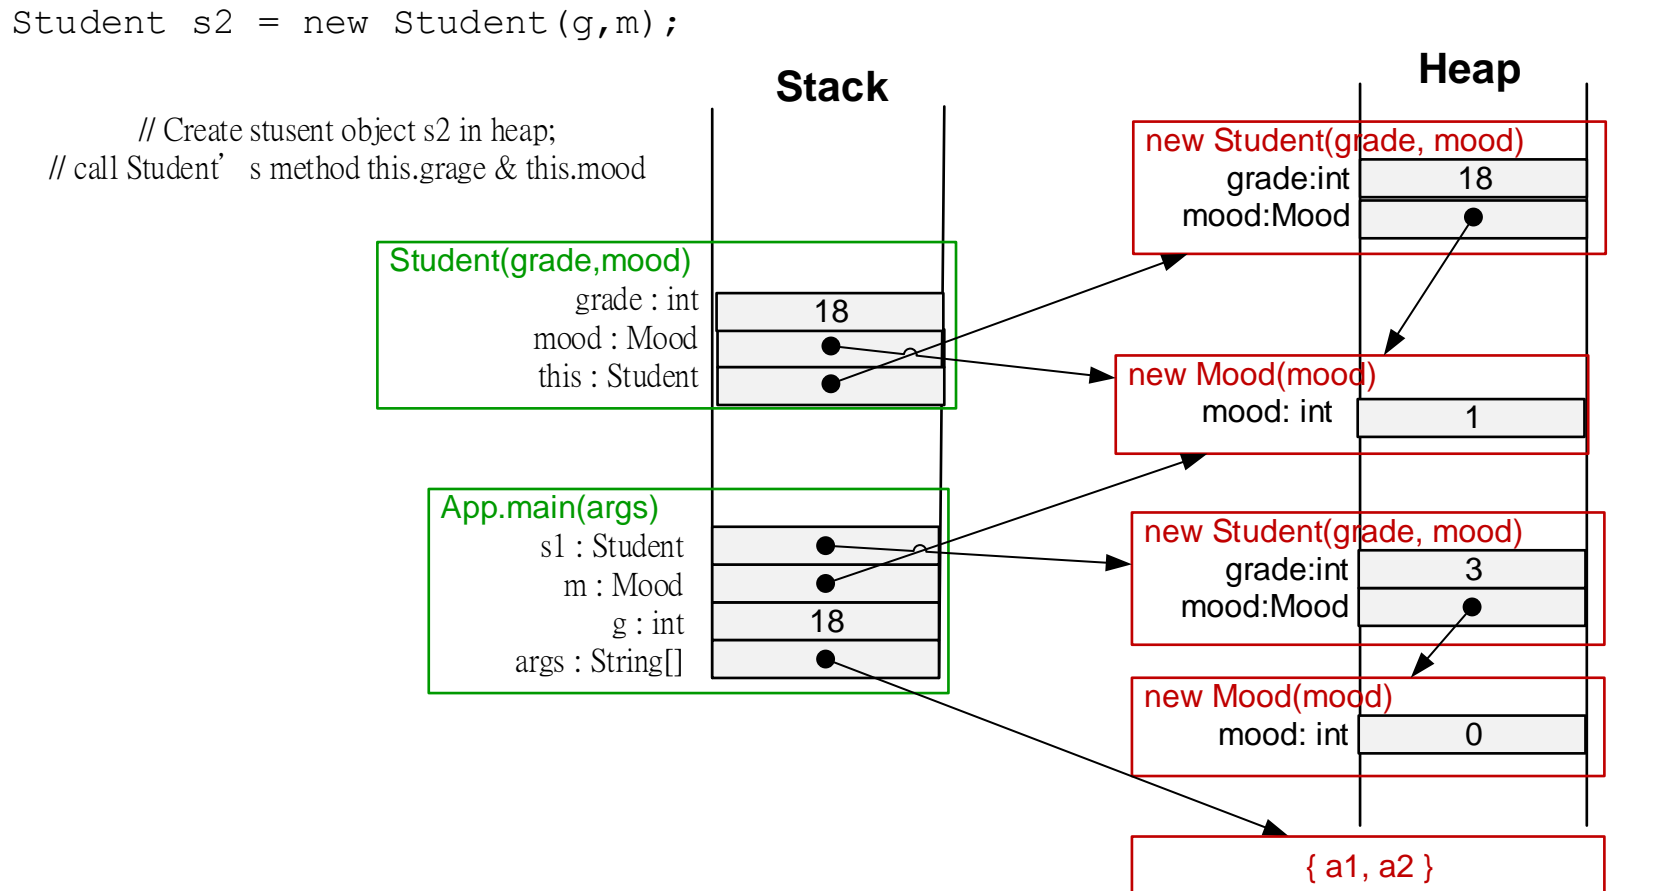 Student s2 = new Student(g,m);
Stack
Heap
// Create stusent object s2 in heap;
// call Student’ s method this.grage & this.mood
new Student(grade, mood)
grade:int 18
mood:Mood
Student(grade,mood)
grade : int 18
mood : Mood
this : Student
new Mood(mood)
mood: int 1
App.main(args)
s1 : Student
m : Mood
g : int 18
args : String[]
new Student(grade, mood)
grade:int 3
mood:Mood
new Mood(mood)
mood: int 0
{ a1, a2 }